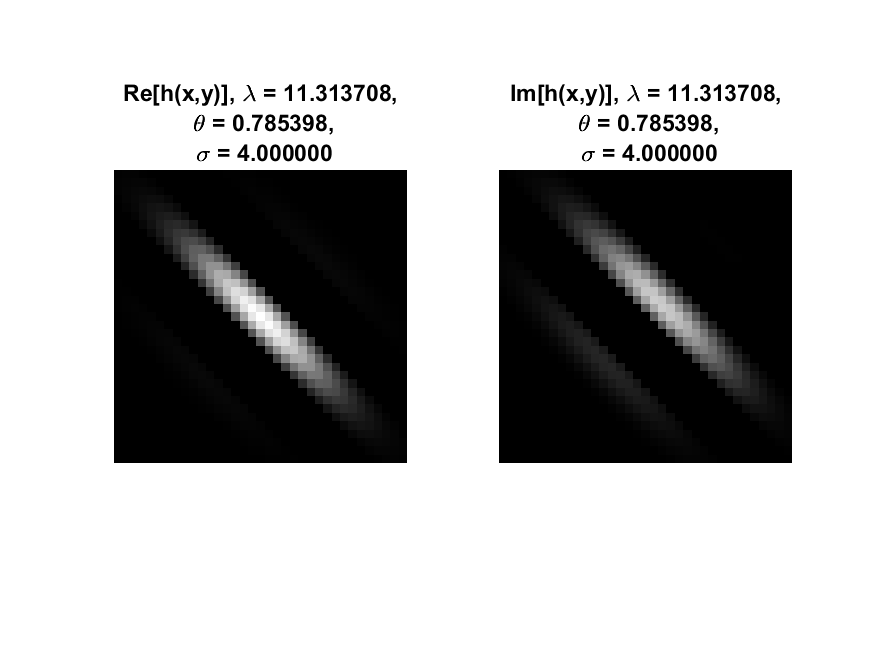 Re[h(x,y)], λ = 11.313708,
θ = 0.785398,
σ = 4.000000
Im[h(x,y)], λ = 11.313708,
θ = 0.785398,
σ = 4.000000